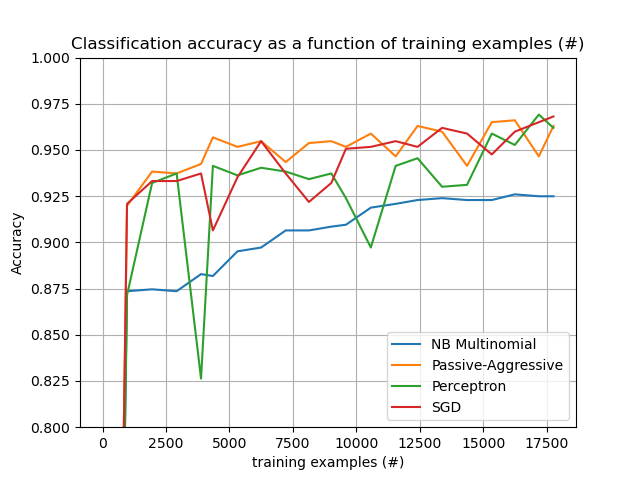 Classification accuracy as a function of training examples (#)
1.000
0.975
0.950
0.925
0.900
0.875
0.850
0.825
0.800
Accuracy
NB Multinomial
Passive-Aggressive
Perceptron
SGD
0 2500 5000 7500 10000 12500 15000 17500
training examples (#)